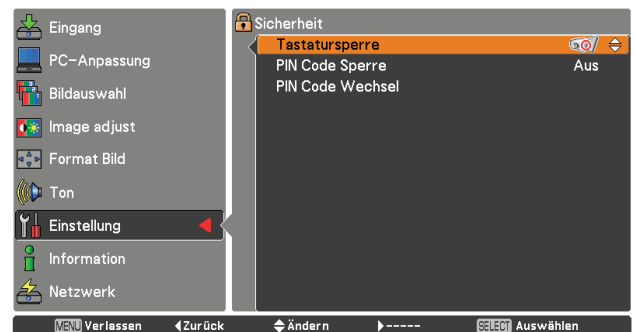 Eingang
PC-Anpassung
Bildauswahl
Image adjust
Format Bild
Ton
Einstellung
Information
Netzwerk
Sicherheit
Tastatursperre
PIN Code Sperre Aus
PIN Code Wechsel
MENU Verlassen Zurück Ändern ----- SELECT Auswählen